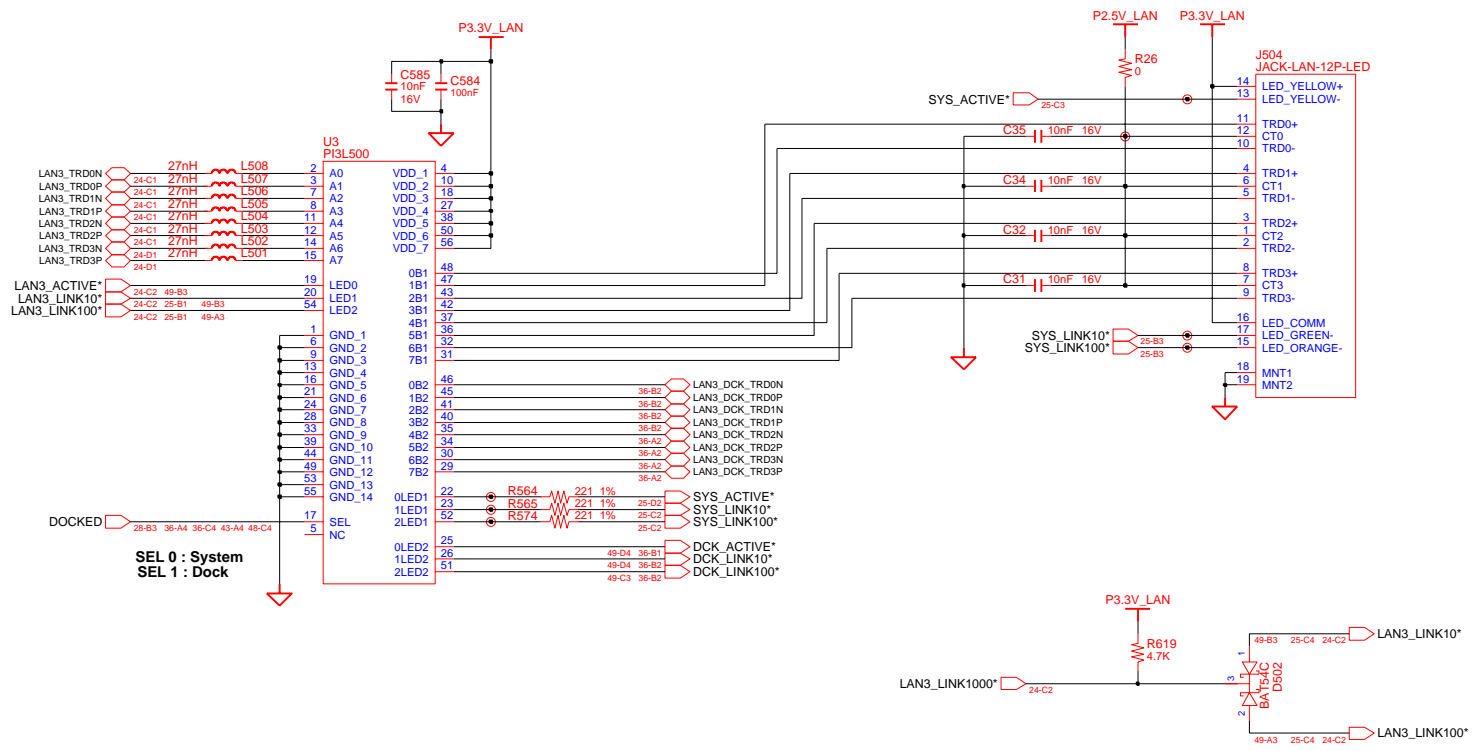 P2.5V_LAN P3.3V_LAN
P3.3V_LAN
J504
JACK-LAN-12P-LED
R26
0
C585
10nF
16V
C584
100nF
14 LED_YELLOW+
SYS_ACTIVE* 25-C3 13 LED_YELLOW-
11 TRD0+
C35 10nF 16V 12 CT0
10 TRD0-
U3
PI3L500
LAN3_TRD0N 24-C1 27nH L508 2 A0 VDD_1 4
LAN3_TRD0P 24-C1 27nH L507 3 A1 VDD_2 10
LAN3_TRD1N 24-C1 27nH L506 7 A2 VDD_3 18
LAN3_TRD1P 24-C1 27nH L505 8 A3 VDD_4 27
LAN3_TRD2N 24-C1 27nH L504 11 A4 VDD_5 38
LAN3_TRD2P 24-C1 27nH L503 12 A5 VDD_6 50
LAN3_TRD3N 24-D1 27nH L502 14 A6 VDD_7 56
LAN3_TRD3P 24-D1 27nH L501 15 A7
4 TRD1+
C34 10nF 16V 6 CT1
5 TRD1-
3 TRD2+
C32 10nF 16V 1 CT2
2 TRD2-
8 TRD3+
C31 10nF 16V 7 CT3
9 TRD3-
0B1 48
LAN3_ACTIVE* 24-C2 49-B3 19 LED0 1B1 47
LAN3_LINK10* 24-C2 25-B1 49-B3 20 LED1 2B1 43
LAN3_LINK100* 24-C2 25-B1 49-A3 54 LED2 3B1 42
4B1 37
1 GND_1 5B1 36
6 GND_2 6B1 32
9 GND_3 7B1 31
16 LED_COMM
SYS_LINK10* 25-B3 17 LED_GREEN-
SYS_LINK100* 25-B3 15 LED_ORANGE-
18 MNT1
19 MNT2
13 GND_4
16 GND_5 0B2 46 LAN3_DCK_TRD0N
21 GND_6 1B2 45 36-B2 LAN3_DCK_TRD0P
24 GND_7 2B2 41 36-B2 LAN3_DCK_TRD1N
28 GND_8 3B2 40 36-B2 LAN3_DCK_TRD1P
33 GND_9 4B2 35 36-B2 LAN3_DCK_TRD2N
39 GND_10 5B2 34 36-A2 LAN3_DCK_TRD2P
44 GND_11 6B2 30 36-A2 LAN3_DCK_TRD3N
49 GND_12 7B2 29 36-A2 LAN3_DCK_TRD3P
36-A2
53 GND_13
55 GND_14 0LED1 22 R564 221 1% 25-D2 SYS_ACTIVE*
1LED1 23 R565 221 1% 25-C2 SYS_LINK10*
DOCKED 28-B3 36-A4 36-C4 43-A4 48-C4 17 SEL 2LED1 52 R574 221 1% 25-C2 SYS_LINK100*
5 NC
0LED2 25 49-D4 36-B1 DCK_ACTIVE*
1LED2 26 49-D4 36-B2 DCK_LINK10*
2LED2 51 49-C3 36-B2 DCK_LINK100*
SEL 0 : System
SEL 1 : Dock
P3.3V_LAN
R619
4.7K
49-B3 25-C4 24-C2 LAN3_LINK10*
1
LAN3_LINK1000* 24-C2 3
BAT54C
D502
2
49-A3 25-C4 24-C2 LAN3_LINK100*